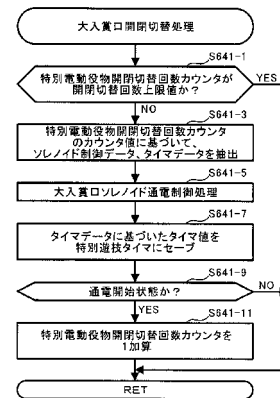 大入賞口開閉切替処理
S641-1
特別電動役物開閉切替回数カウンタが
開閉切替回数上限値か?
YES
NO
S641-3
特別電動役物開閉切替回数カウンタ
のカウンタ値に基づいて、
ソレノイド制御データ、タイマデータを抽出
S641-5
大入賞口ソレノイド通電制御処理
S641-7
タイマデータに基づいたタイマ値を
特別遊技タイマにセーブ
S641-9
通電開始状態か?
NO
YES
S641-11
特別電動役物開閉切替回数カウンタを
1加算
RET